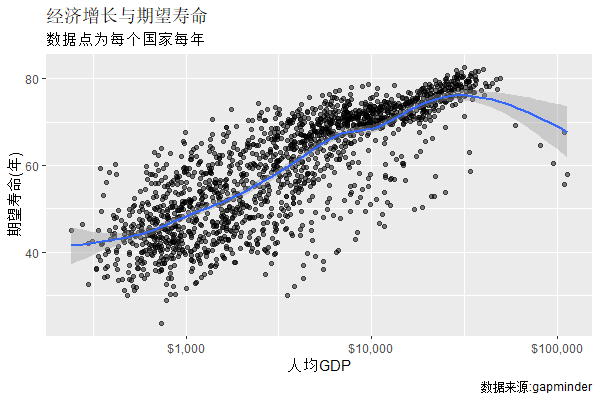 经济增长与期望寿命
数据点为每个国家每年
80
60
40
期望寿命(年)
$1,000 $10,000 $100,000
人均GDP
数据来源:gapminder